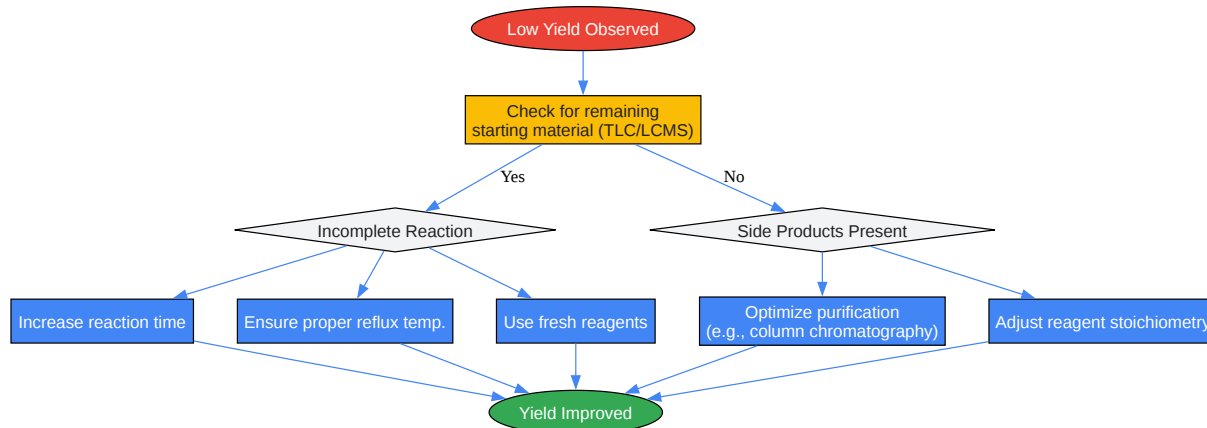 Low Yield Observed
Check for remaining
starting material (TLC/LCMS)
Yes
No
Incomplete Reaction
Side Products Present
Increase reaction time
Ensure proper reflux temp.
Use fresh reagents
Optimize purification
(e.g., column chromatography)
Adjust reagent stoichiometry
Yield Improved